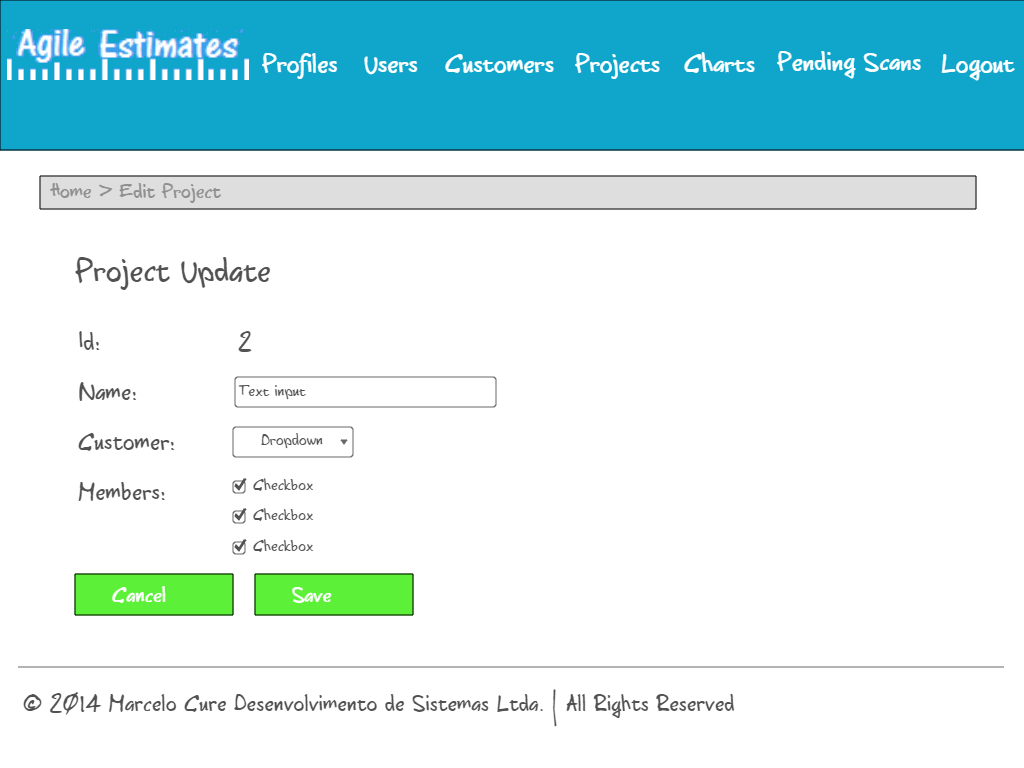 Agile Estimates
Profiles Users Customers Projects Charts Pending Scans Logout
Home > Edit Project
Project Update
Id: 2
Name: Text input
Customer: Dropdown
Members: Checkbox
Checkbox
Checkbox
Cancel Save
© 2014 Marcelo Cure Desenvolvimento de Sistemas Ltda. | All Rights Reserved